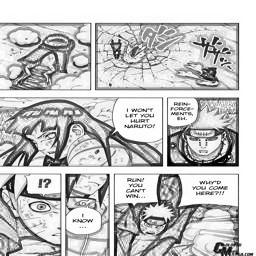 I WON'T
LET YOU
HURT
NARUTO!
REIN-
FORCE-
MENTS,
EH.
!?
I
KNOW
...
RUN!
YOU
CAN'T
WIN...
WHY'D
YOU COME
HERE?!!